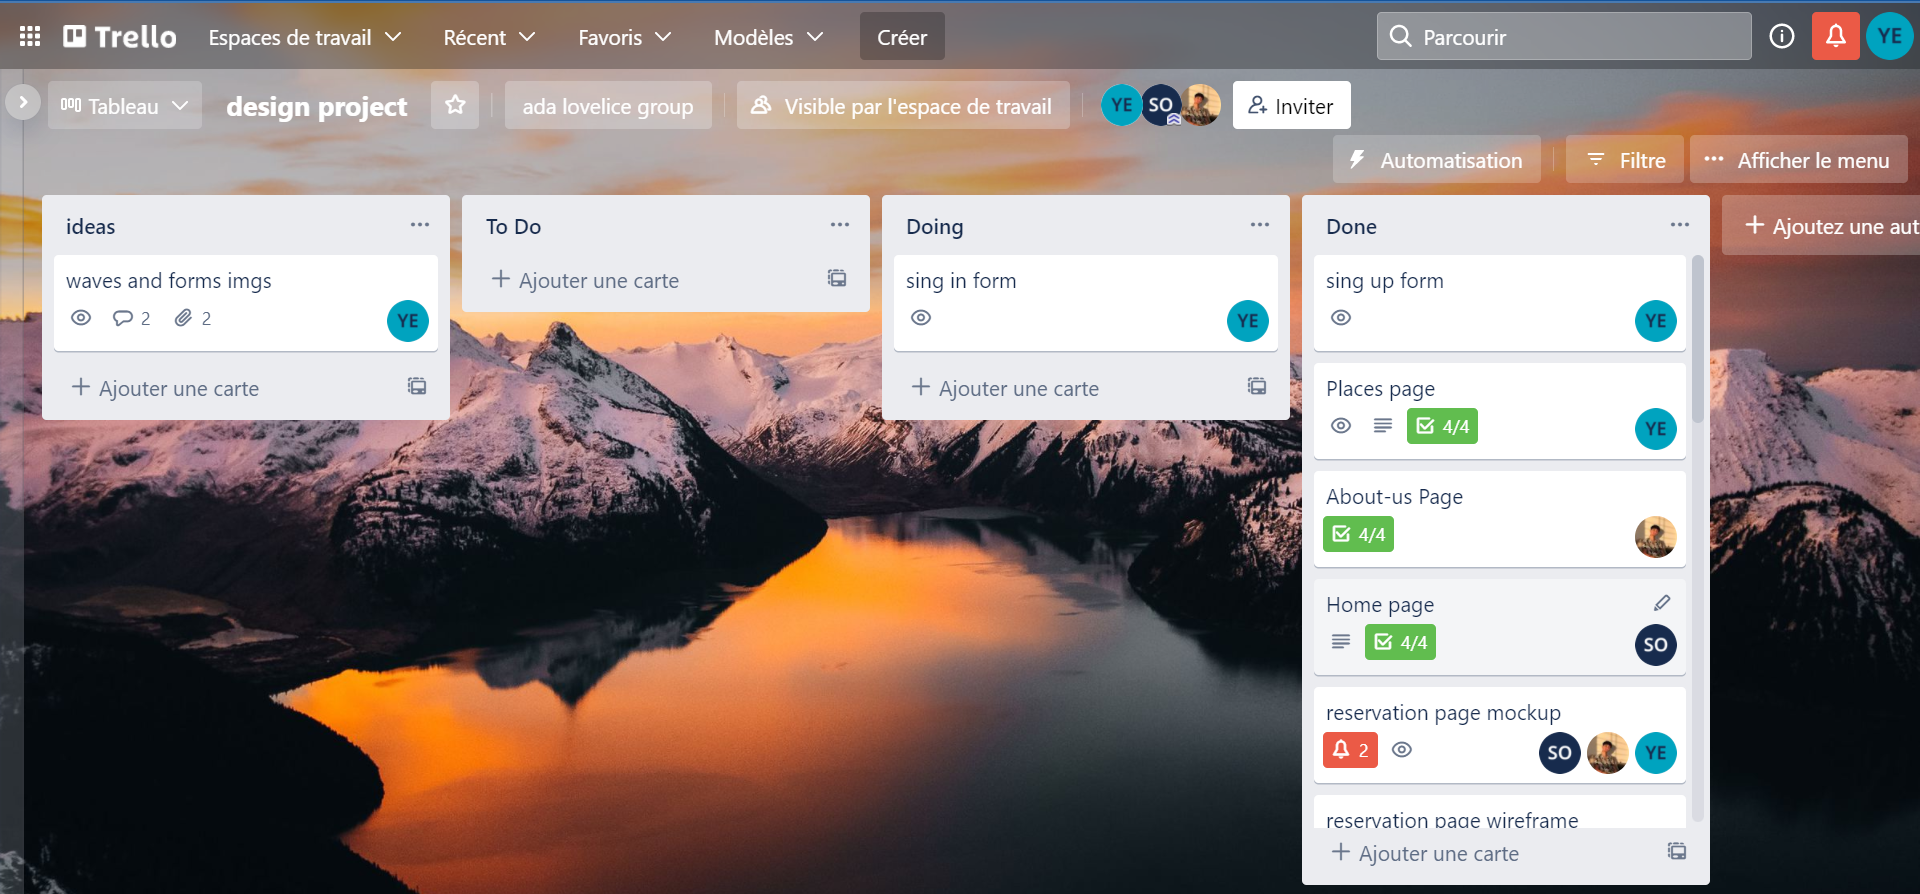 Trello Espaces de travail Récent Favoris Modèles Créer Parcourir YE
Tableau design project ada lovelice group Visible par l'espace de travail YE SO Inviter
Automatisation Filtre Afficher le menu
ideas
waves and forms imgs
2 2 YE
Ajouter une carte
To Do
Ajouter une carte
Doing
sing in form
YE
Ajouter une carte
Done
sing up form
YE
Places page
4/4 YE
About-us Page
4/4
Home page
4/4 SO
reservation page mockup
2 SO YE
reservation page wireframe
Ajouter une carte
Ajoutez une aut